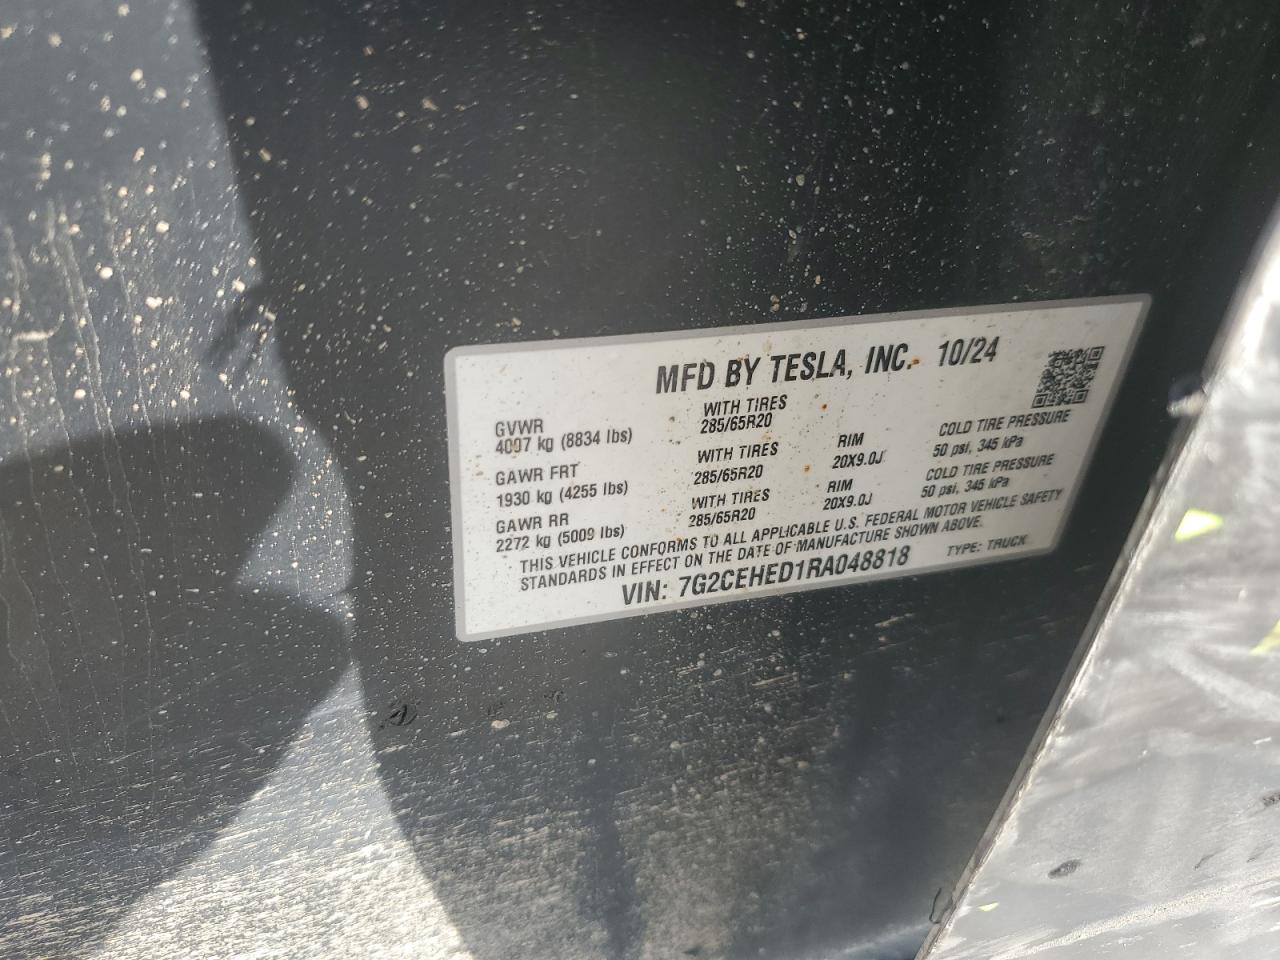 MFD BY TESLA, INC. 10/24
GVWR
4007 kg (8834 lbs)
WITH TIRES
285/65R20
GAWR FRT
1930 kg (4255 lbs)
WITH TIRES
285/65R20
RIM
20X9.0J
COLD TIRE PRESSURE
50 psi, 345 kPa
GAWR RR
2272 kg (5009 lbs)
WITH TIRES
285/65R20
RIM
20X9.0J
COLD TIRE PRESSURE
50 psi, 345 kPa
THIS VEHICLE CONFORMS TO ALL APPLICABLE U.S. FEDERAL MOTOR VEHICLE SAFETY
STANDARDS IN EFFECT ON THE DATE OF MANUFACTURE SHOWN ABOVE.
VIN: 7G2CEHED1RA048818
TYPE: TRUCK